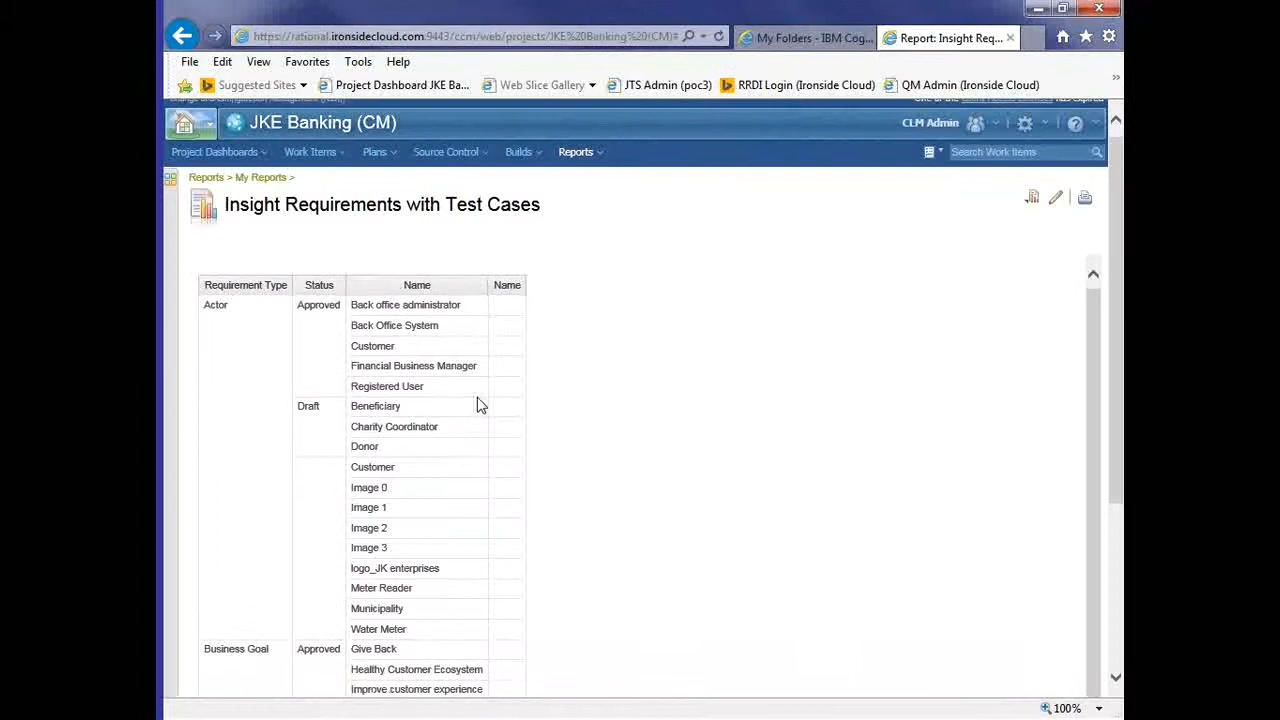 https://rational.ironsidecloud.com:9443/ccm/web/projects/JKE%20Banking%20(CM)#
My Folders - IBM Cog...
Report: Insight Req...
File Edit View Favorites Tools Help
Suggested Sites Project Dashboard JKE Ba... Web Slice Gallery JTS Admin (poc3) RRDI Login (Ironside Cloud) QM Admin (Ironside Cloud)
JKE Banking (CM)
CLM Admin
Project Dashboards Work Items Plans Source Control Builds Reports
Search Work Items
Reports > My Reports >
Insight Requirements with Test Cases
Requirement Type Status Name Name
Actor Approved Back office administrator
Back Office System
Customer
Financial Business Manager
Registered User
Draft Beneficiary
Charity Coordinator
Donor
Customer
Image 0
Image 1
Image 2
Image 3
logo_JK enterprises
Meter Reader
Municipality
Water Meter
Business Goal Approved Give Back
Healthy Customer Ecosystem
Improve customer experience
100%